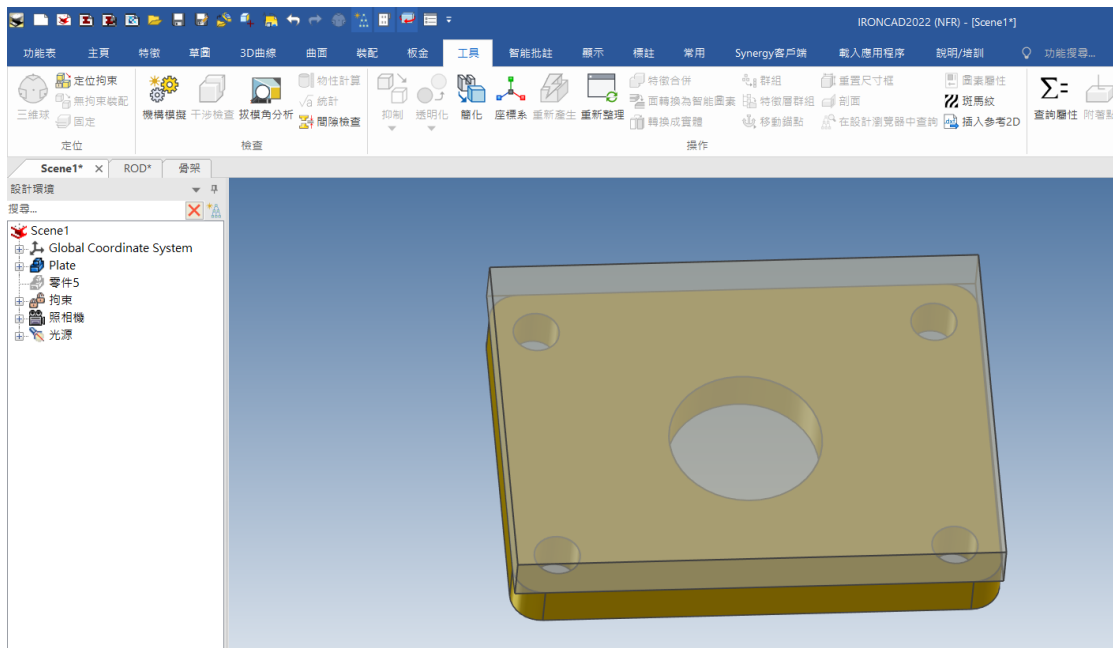 IRONCAD2022 (NFR) - [Scene1*]
功能表 主頁 特徵 草圖 3D曲線 曲面 裝配 板金 工具 智能批註 顯示 標註 常用 Synergy客戶端 載入應用程序 說明/培訓 功能搜尋...
三維球
定位拘束
無拘束裝配
固定
定位
機構模擬 干涉檢查 拔模角分析
物性計算
統計
間隙檢查
檢查
抑制 透明化 簡化 座標系 重新產生 重新整理
特徵合併
面轉換為智能圖素
轉換成實體
群組
特徵層群組
移動錨點
重置尺寸框
剖面
在設計瀏覽器中查詢
圖素屬性
斑馬紋
插入參考2D
操作
查詢屬性
Scene1* ROD* 骨架
設計環境
搜尋...
Scene1
Global Coordinate System
Plate
零件5
拘束
照相機
光源